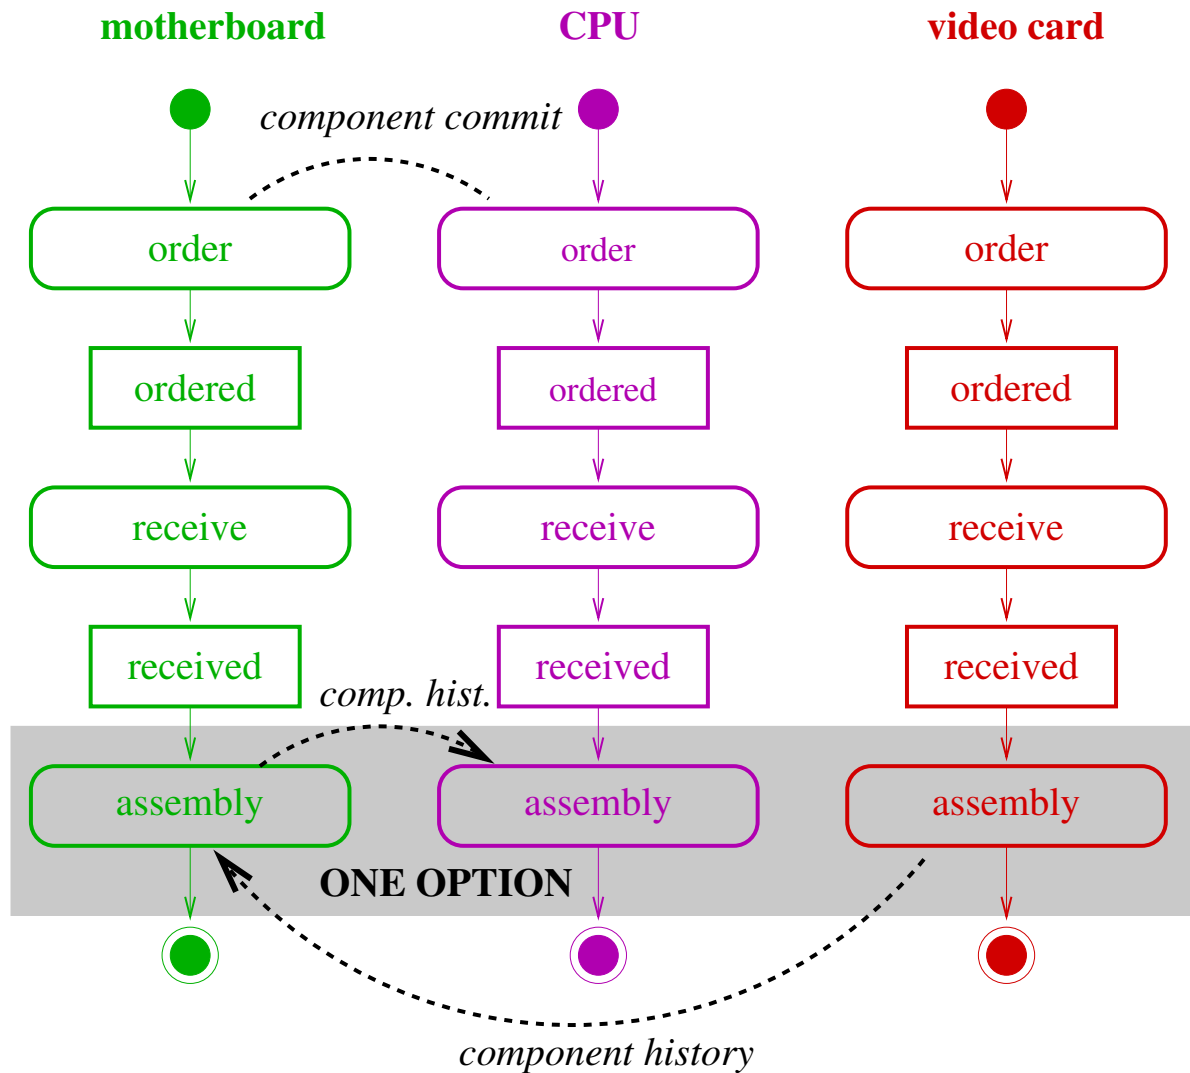 motherboard CPU video card
component commit
order order order
ordered ordered ordered
receive receive receive
received received received
comp. hist.
assembly assembly assembly
ONE OPTION
component history